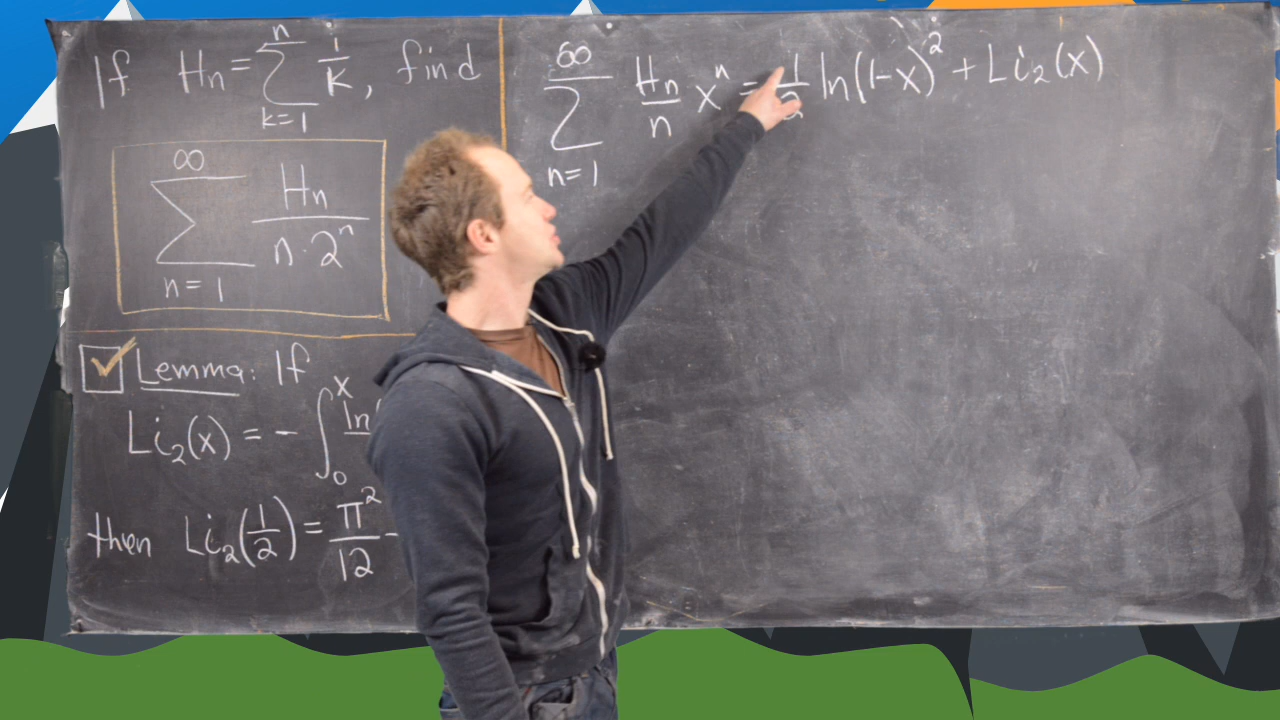 If Hn = ∑_{k=1}^{n} 1/K, find
∑_{n=1}^{∞} Hn/(n·2^n)
☑ Lemma: If
Li₂(x) = - ∫_0^x ln
then Li₂(1/2) = π²/12 -
∑_{n=1}^{∞} Hn/n x^n = 1/2 ln(1-x)² + Li₂(x)